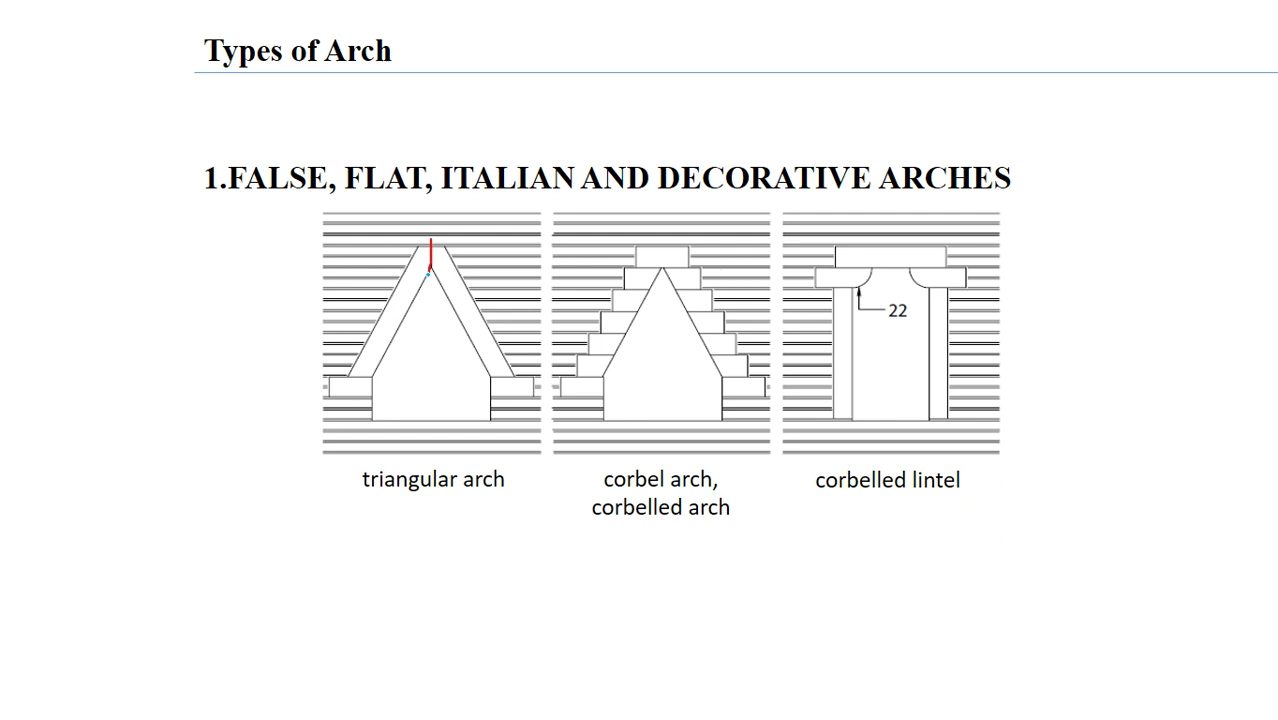 Types of Arch
1.FALSE, FLAT, ITALIAN AND DECORATIVE ARCHES
22
triangular arch
corbel arch,
corbelled arch
corbelled lintel